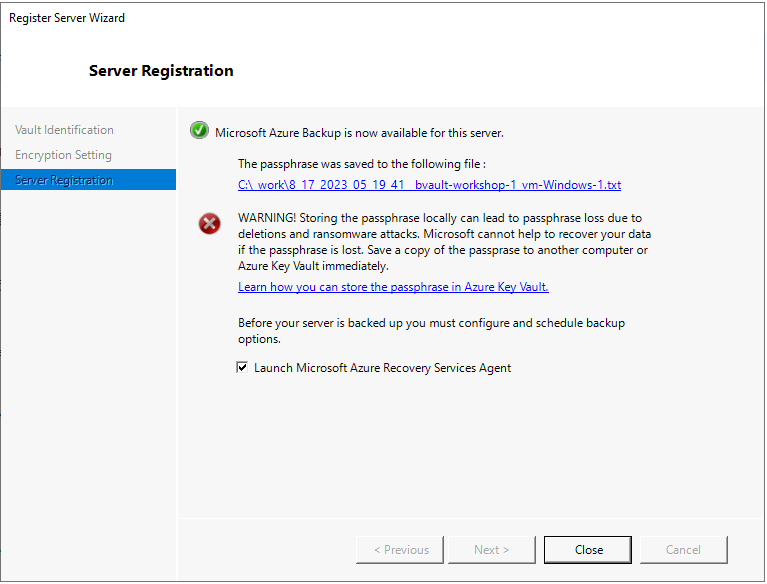 Register Server Wizard
Server Registration
Vault Identification
Encryption Setting
Server Registration
Microsoft Azure Backup is now available for this server.
The passphrase was saved to the following file :
C:\_work\8_17_2023_05_19_41__bvault-workshop-1_vm-Windows-1.txt
WARNING! Storing the passphrase locally can lead to passphrase loss due to
deletions and ransomware attacks. Microsoft cannot help to recover your data
if the passphrase is lost. Save a copy of the passprase to another computer or
Azure Key Vault immediately.
Learn how you can store the passphrase in Azure Key Vault.
Before your server is backed up you must configure and schedule backup
options.
Launch Microsoft Azure Recovery Services Agent
< Previous
Next >
Close
Cancel